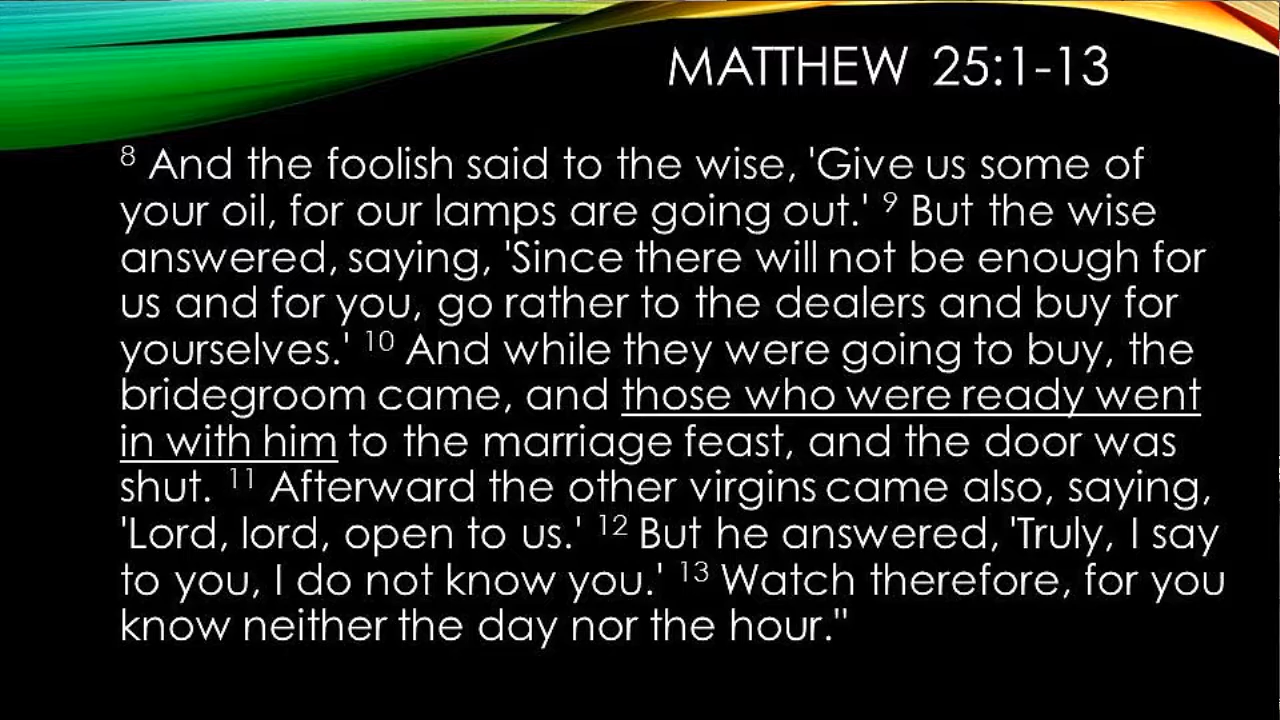 MATTHEW 25:1-13
8 And the foolish said to the wise, 'Give us some of
your oil, for our lamps are going out.' 9 But the wise
answered, saying, 'Since there will not be enough for
us and for you, go rather to the dealers and buy for
yourselves.' 10 And while they were going to buy, the
bridegroom came, and those who were ready went
in with him to the marriage feast, and the door was
shut. 11 Afterward the other virgins came also, saying,
'Lord, lord, open to us.' 12 But he answered, 'Truly, I say
to you, I do not know you.' 13 Watch therefore, for you
know neither the day nor the hour."